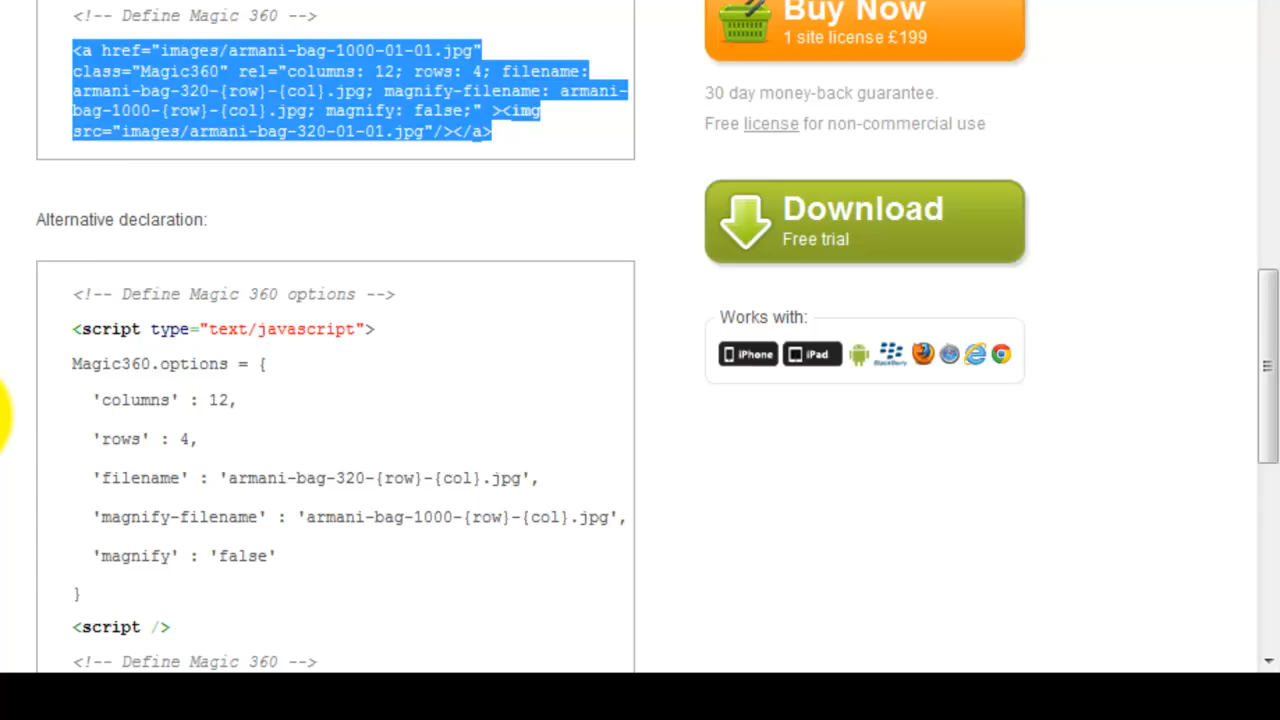 <!-- Define Magic 360 -->
<a href="images/armani-bag-1000-01-01.jpg"
class="Magic360" rel="columns: 12; rows: 4; filename:
armani-bag-320-{row}-{col}.jpg; magnify-filename: armani-
bag-1000-{row}-{col}.jpg; magnify: false;" ><img
src="images/armani-bag-320-01-01.jpg"/></a>
Alternative declaration:
<!-- Define Magic 360 options -->
<script type="text/javascript">
Magic360.options = {
'columns' : 12,
'rows' : 4,
'filename' : 'armani-bag-320-{row}-{col}.jpg',
'magnify-filename' : 'armani-bag-1000-{row}-{col}.jpg',
'magnify' : 'false'
}
<script />
<!-- Define Magic 360 -->
Buy Now
1 site license £199
30 day money-back guarantee.
Free license for non-commercial use
Download
Free trial
Works with:
iPhone
iPad
BlackBerry